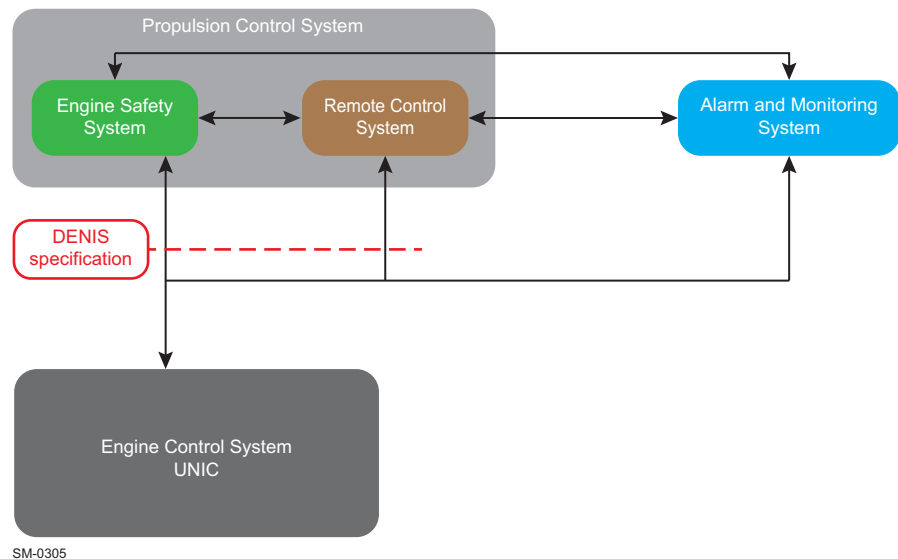 Propulsion Control System
Engine Safety
System
Remote Control
System
Alarm and Monitoring
System
DENIS
specification
Engine Control System
UNIC
SM-0305